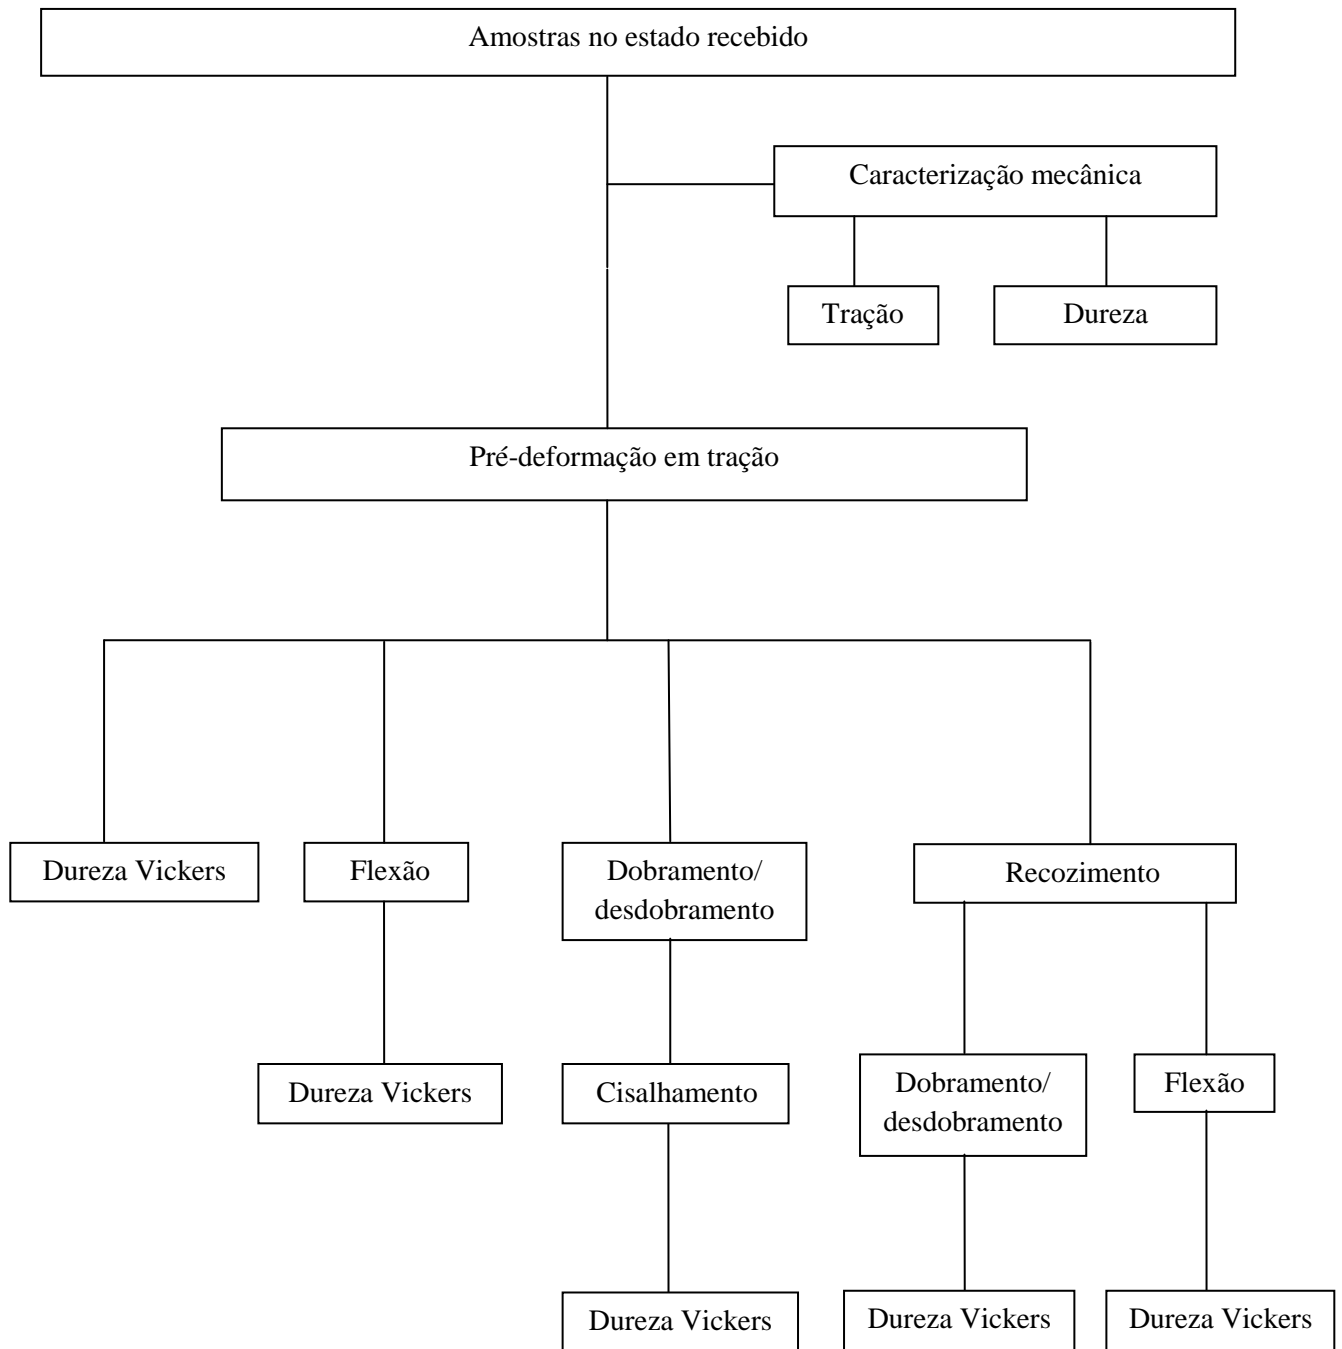 Amostras no estado recebido
Caracterização mecânica
Tração
Dureza
Pré-deformação em tração
Dureza Vickers
Flexão
Dobramento/
desdobramento
Recozimento
Dureza Vickers
Cisalhamento
Dobramento/
desdobramento
Flexão
Dureza Vickers
Dureza Vickers
Dureza Vickers